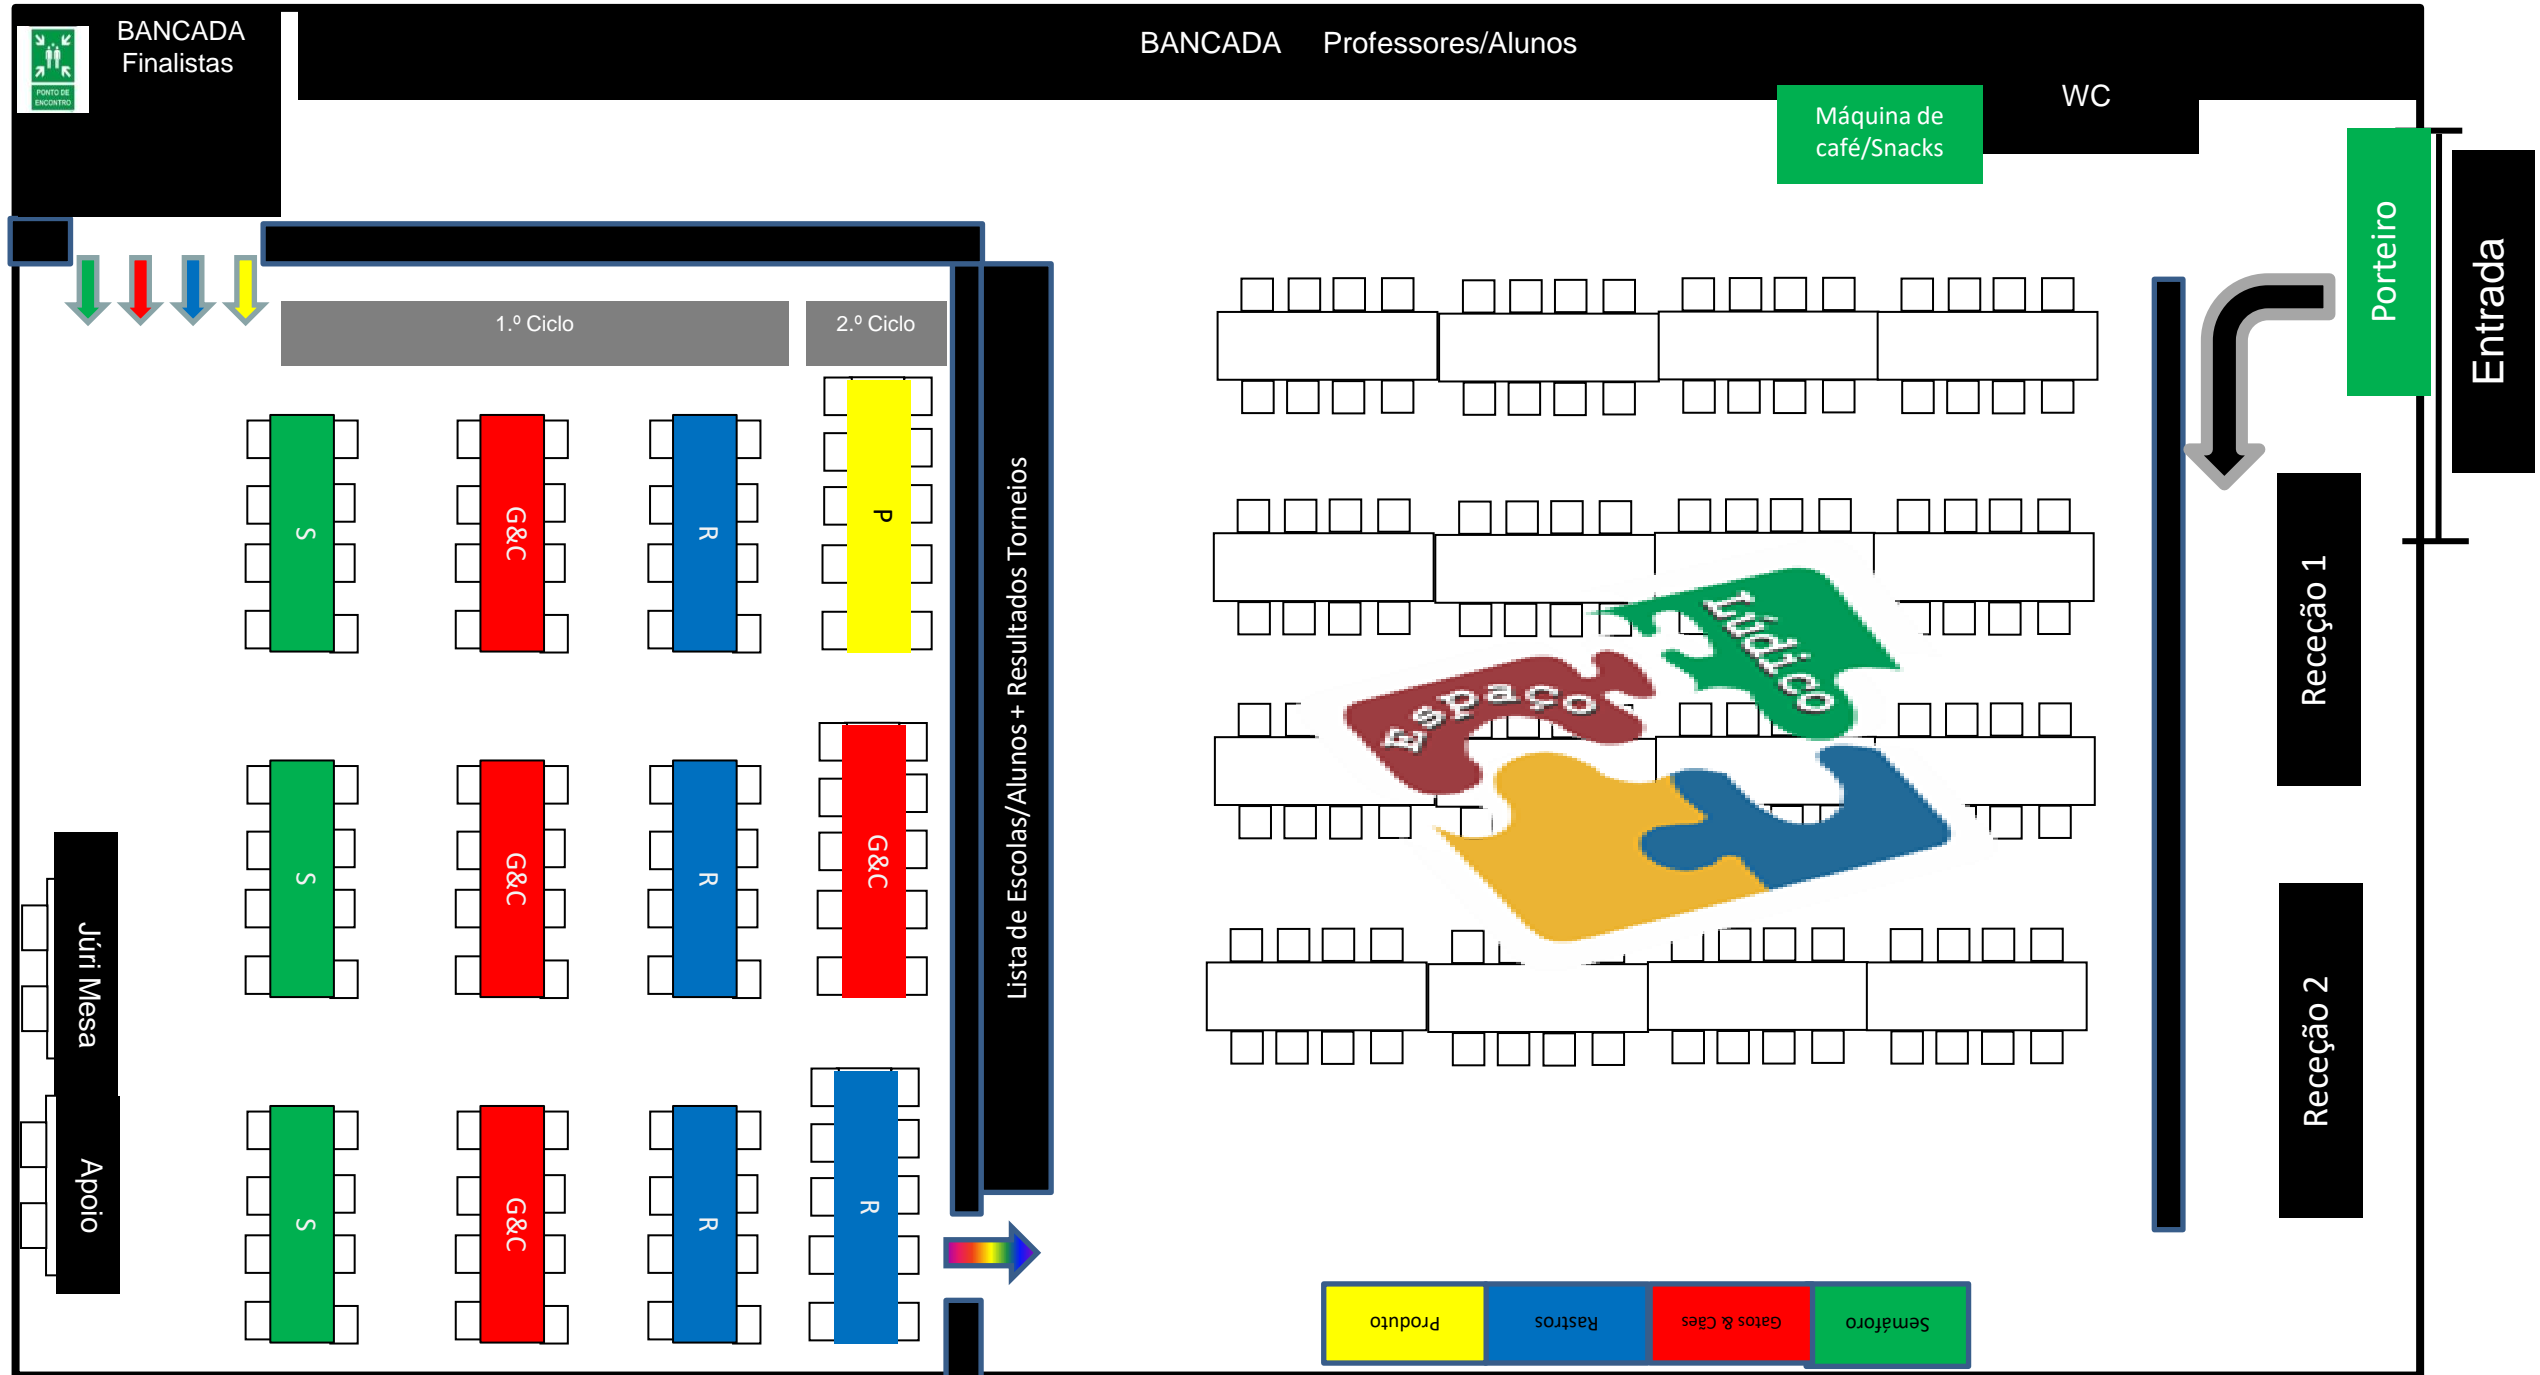 BANCADA
Finalistas
PONTO DE
ENCONTRO
BANCADA Professores/Alunos
WC
Máquina de
café/Snacks
Porteiro
Entrada
1.º Ciclo
2.º Ciclo
S
G&C
R
P
S
G&C
R
G&C
S
G&C
R
R
Júri Mesa
Apoio
Lista de Escolas/Alunos + Resultados Torneios
Espaço
Lúdico
Receção 1
Receção 2
Produto
Rastros
Gatos & Cães
Semáforo